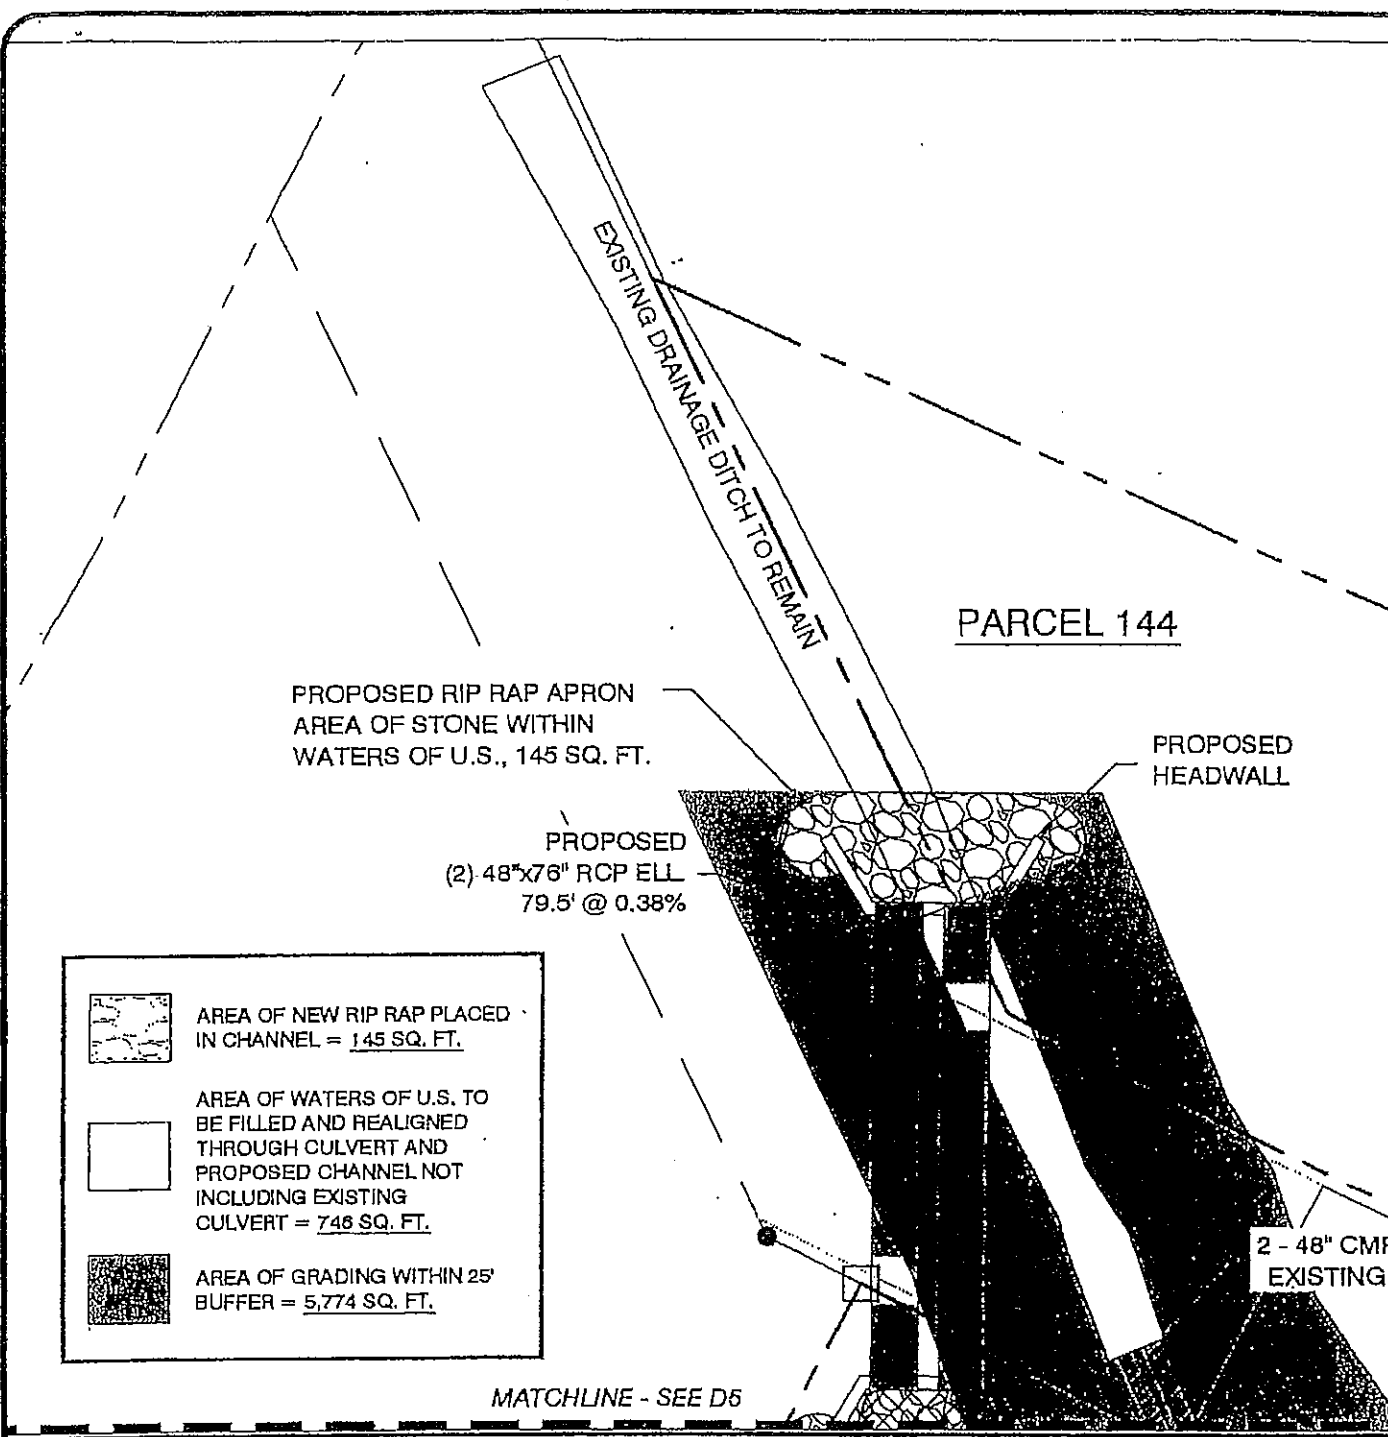 EXISTING DRAINAGE DITCH TO REMAIN
PARCEL 144
PROPOSED RIP RAP APRON
AREA OF STONE WITHIN
WATERS OF U.S., 145 SQ. FT.
PROPOSED
HEADWALL
PROPOSED
(2) 48"x76" RCP ELL
79.5' @ 0.38%
AREA OF NEW RIP RAP PLACED
IN CHANNEL = 145 SQ. FT.
AREA OF WATERS OF U.S. TO
BE FILLED AND REALIGNED
THROUGH CULVERT AND
PROPOSED CHANNEL NOT
INCLUDING EXISTING
CULVERT = 746 SQ. FT.
AREA OF GRADING WITHIN 25'
BUFFER = 5,774 SQ. FT.
2 - 48" CMP
EXISTING
MATCHLINE - SEE D5